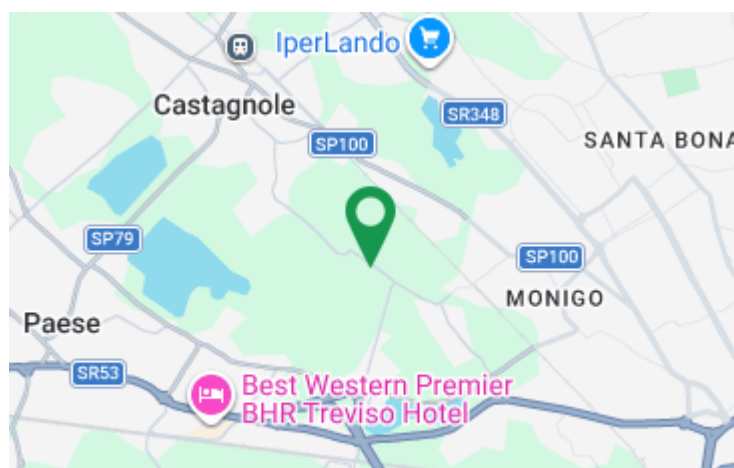 IperLando
Castagnole
SR348
SP100
SANTA BONA
SP79
SP100
MONIGO
Paese
SR53
Best Western Premier
BHR Treviso Hotel